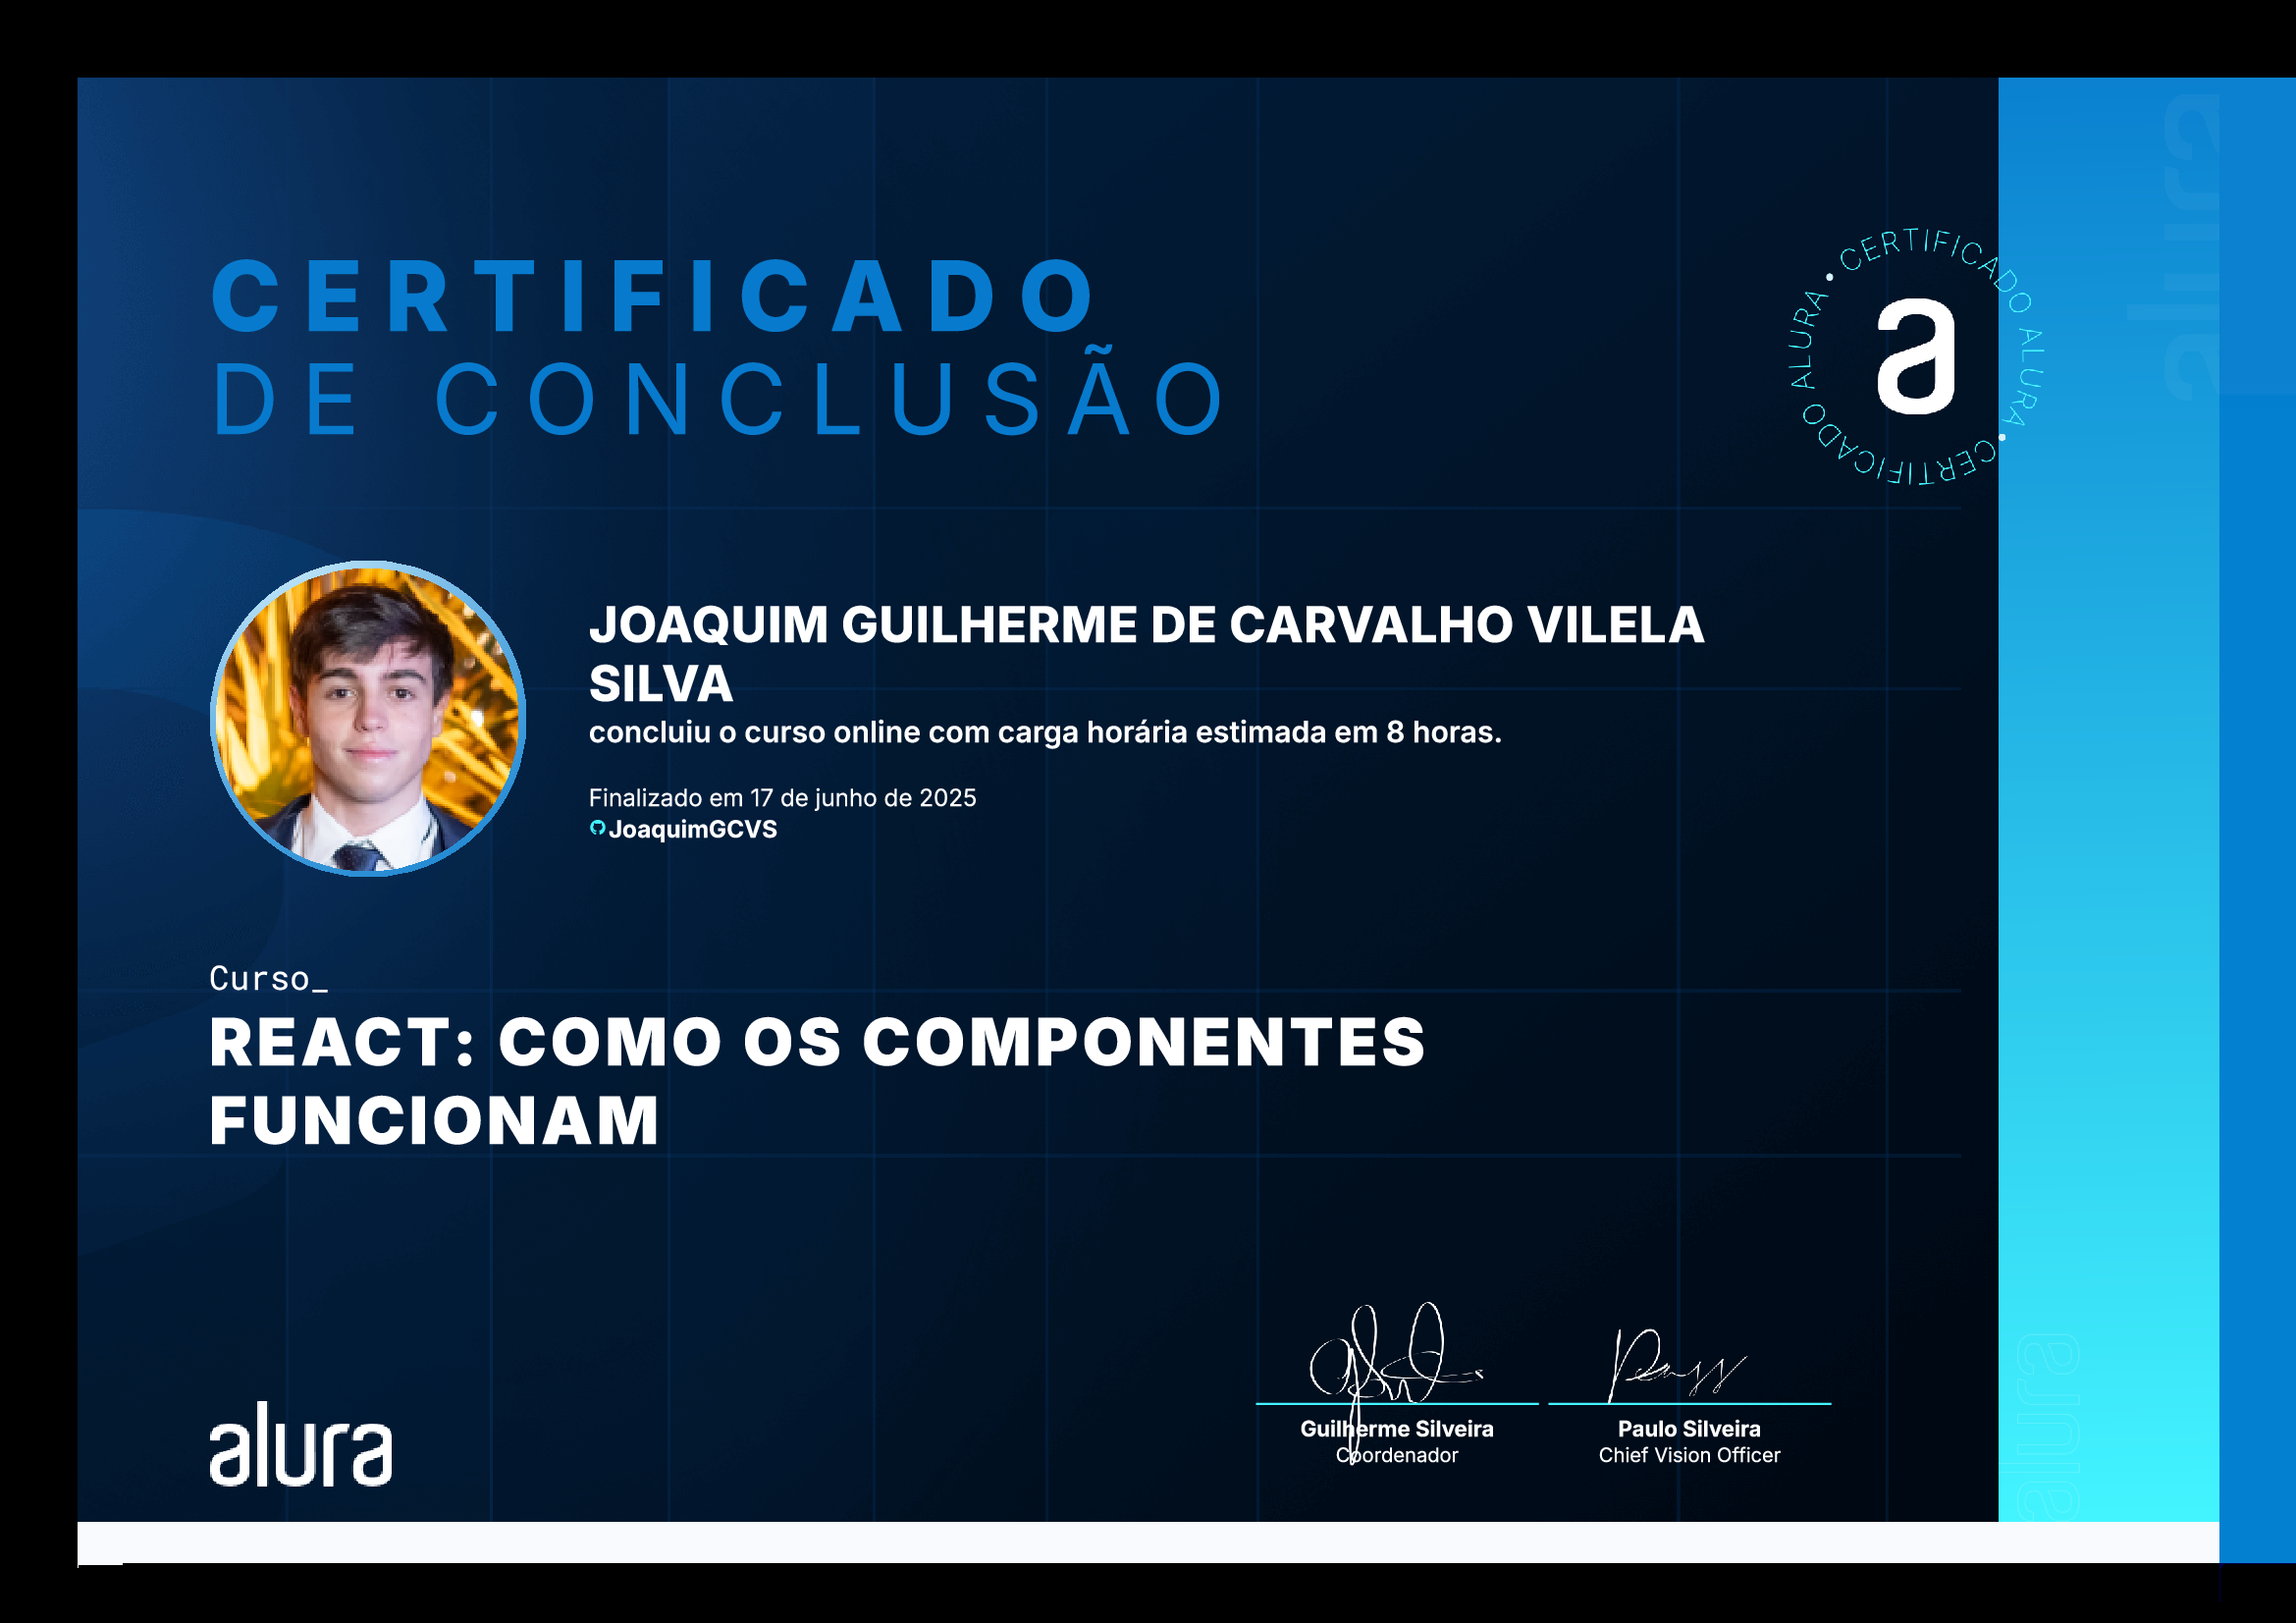 CERTIFICADO
DE CONCLUSÃO
• CERTIFICADO ALURA • CERTIFICADO ALURA
a
alura
JOAQUIM GUILHERME DE CARVALHO VILELA
SILVA
concluiu o curso online com carga horária estimada em 8 horas.
Finalizado em 17 de junho de 2025
JoaquimGCVS
Curso_
REACT: COMO OS COMPONENTES
FUNCIONAM
Guilherme Silveira
Coordenador
Paulo Silveira
Chief Vision Officer
alura
alura